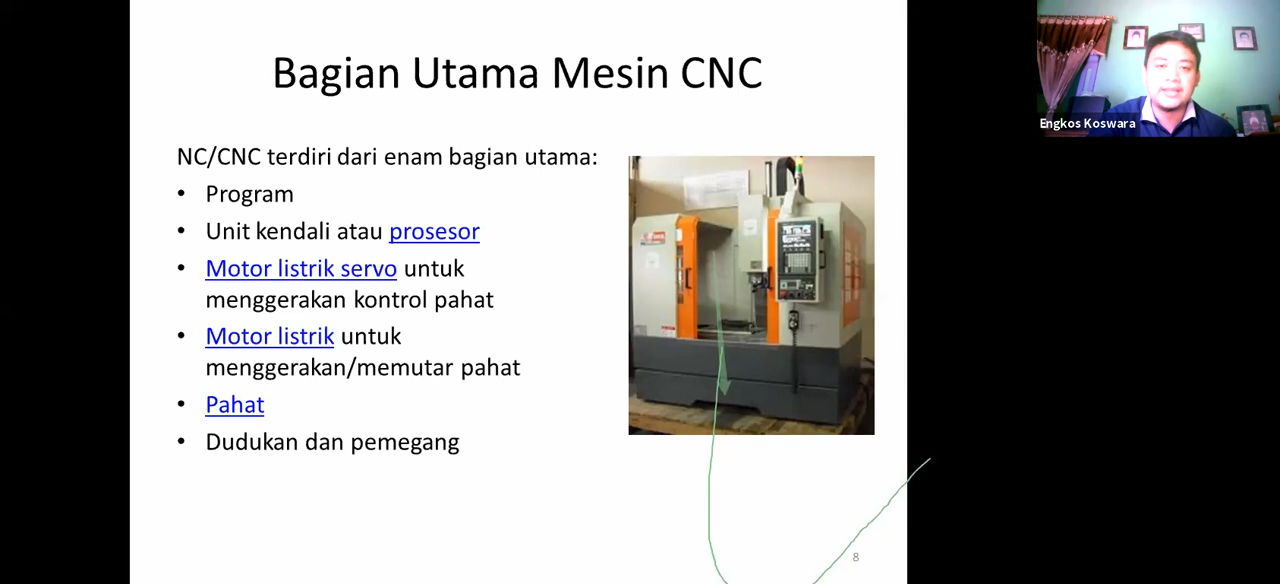 Bagian Utama Mesin CNC
NC/CNC terdiri dari enam bagian utama:
• Program
• Unit kendali atau prosesor
• Motor listrik servo untuk
menggerakan kontrol pahat
• Motor listrik untuk
menggerakan/memutar pahat
• Pahat
• Dudukan dan pemegang
8
Engkos Koswara